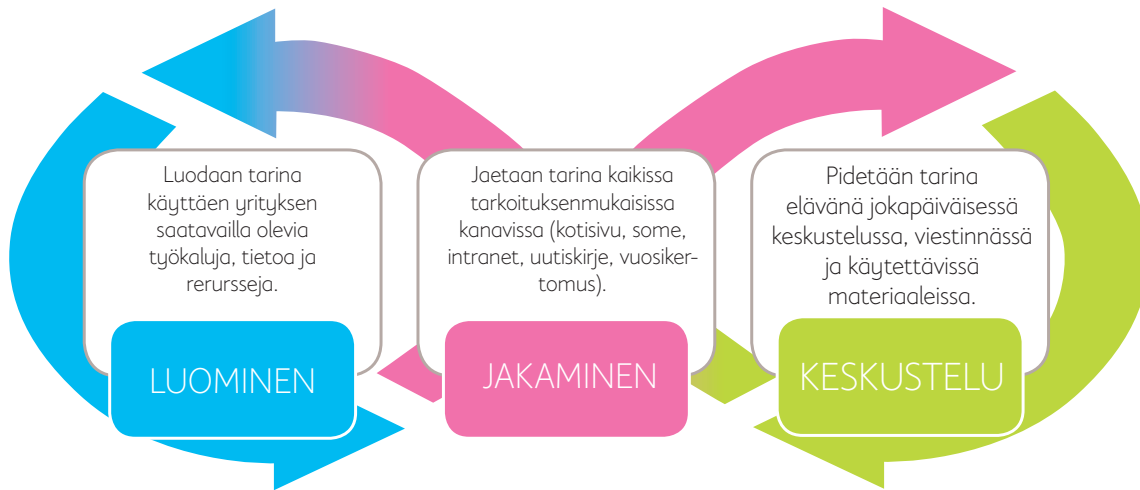 Luodaan tarina
käyttäen yrityksen
saatavailla olevia
työkaluja, tietoa ja
rerursseja.
LUOMINEN
Jaetaan tarina kaikissa
tarkoituksenmukaisissa
kanavissa (kotisivu, some,
intranet, uutiskirje, vuosiker-
tomus).
JAKAMINEN
Pidetään tarina
elävänä jokapäiväisessä
keskustelussa, viestinnässä
ja käytettävissä
materiaaleissa.
KESKUSTELU